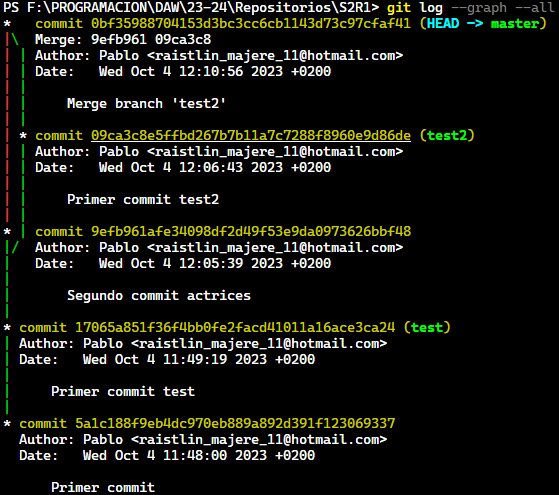 PS F:\PROGRAMACION\DAW\23-24\Repositorios\S2R1> git log --graph --all
*   commit 0bf35988704153d3bc3cc6cb1143d73c97cfaf41 (HEAD -> master)
|\  Merge: 9efb961 09ca3c8
| | Author: Pablo <raistlin_majere_11@hotmail.com>
| | Date:   Wed Oct 4 12:10:56 2023 +0200
| |
| |     Merge branch 'test2'
| |
| * commit 09ca3c8e5ffbd267b7b11a7c7288f8960e9d86de (test2)
| | Author: Pablo <raistlin_majere_11@hotmail.com>
| | Date:   Wed Oct 4 12:06:43 2023 +0200
| |
| |     Primer commit test2
| |
* | commit 9efb961afe34098df2d49f53e9da0973626bbf48
|/  Author: Pablo <raistlin_majere_11@hotmail.com>
|   Date:   Wed Oct 4 12:05:39 2023 +0200
|
|       Segundo commit actrices
|
* commit 17065a851f36f4bb0fe2facd41011a16ace3ca24 (test)
| Author: Pablo <raistlin_majere_11@hotmail.com>
| Date:   Wed Oct 4 11:49:19 2023 +0200
|
|     Primer commit test
|
* commit 5a1c188f9eb4dc970eb889a892d391f123069337
  Author: Pablo <raistlin_majere_11@hotmail.com>
  Date:   Wed Oct 4 11:48:00 2023 +0200

      Primer commit